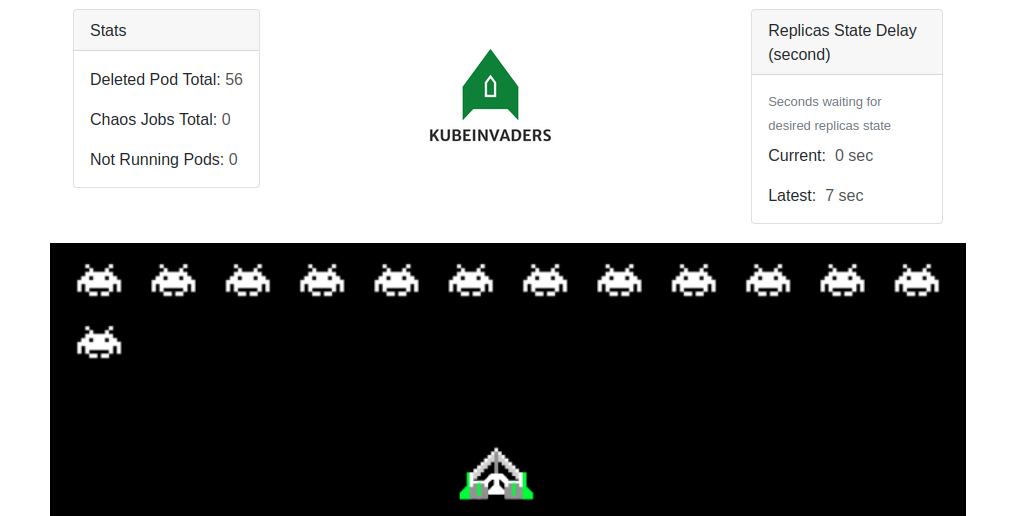 Stats
Deleted Pod Total: 56
Chaos Jobs Total: 0
Not Running Pods: 0
KUBEINVADERS
Replicas State Delay
(second)
Seconds waiting for
desired replicas state
Current: 0 sec
Latest: 7 sec